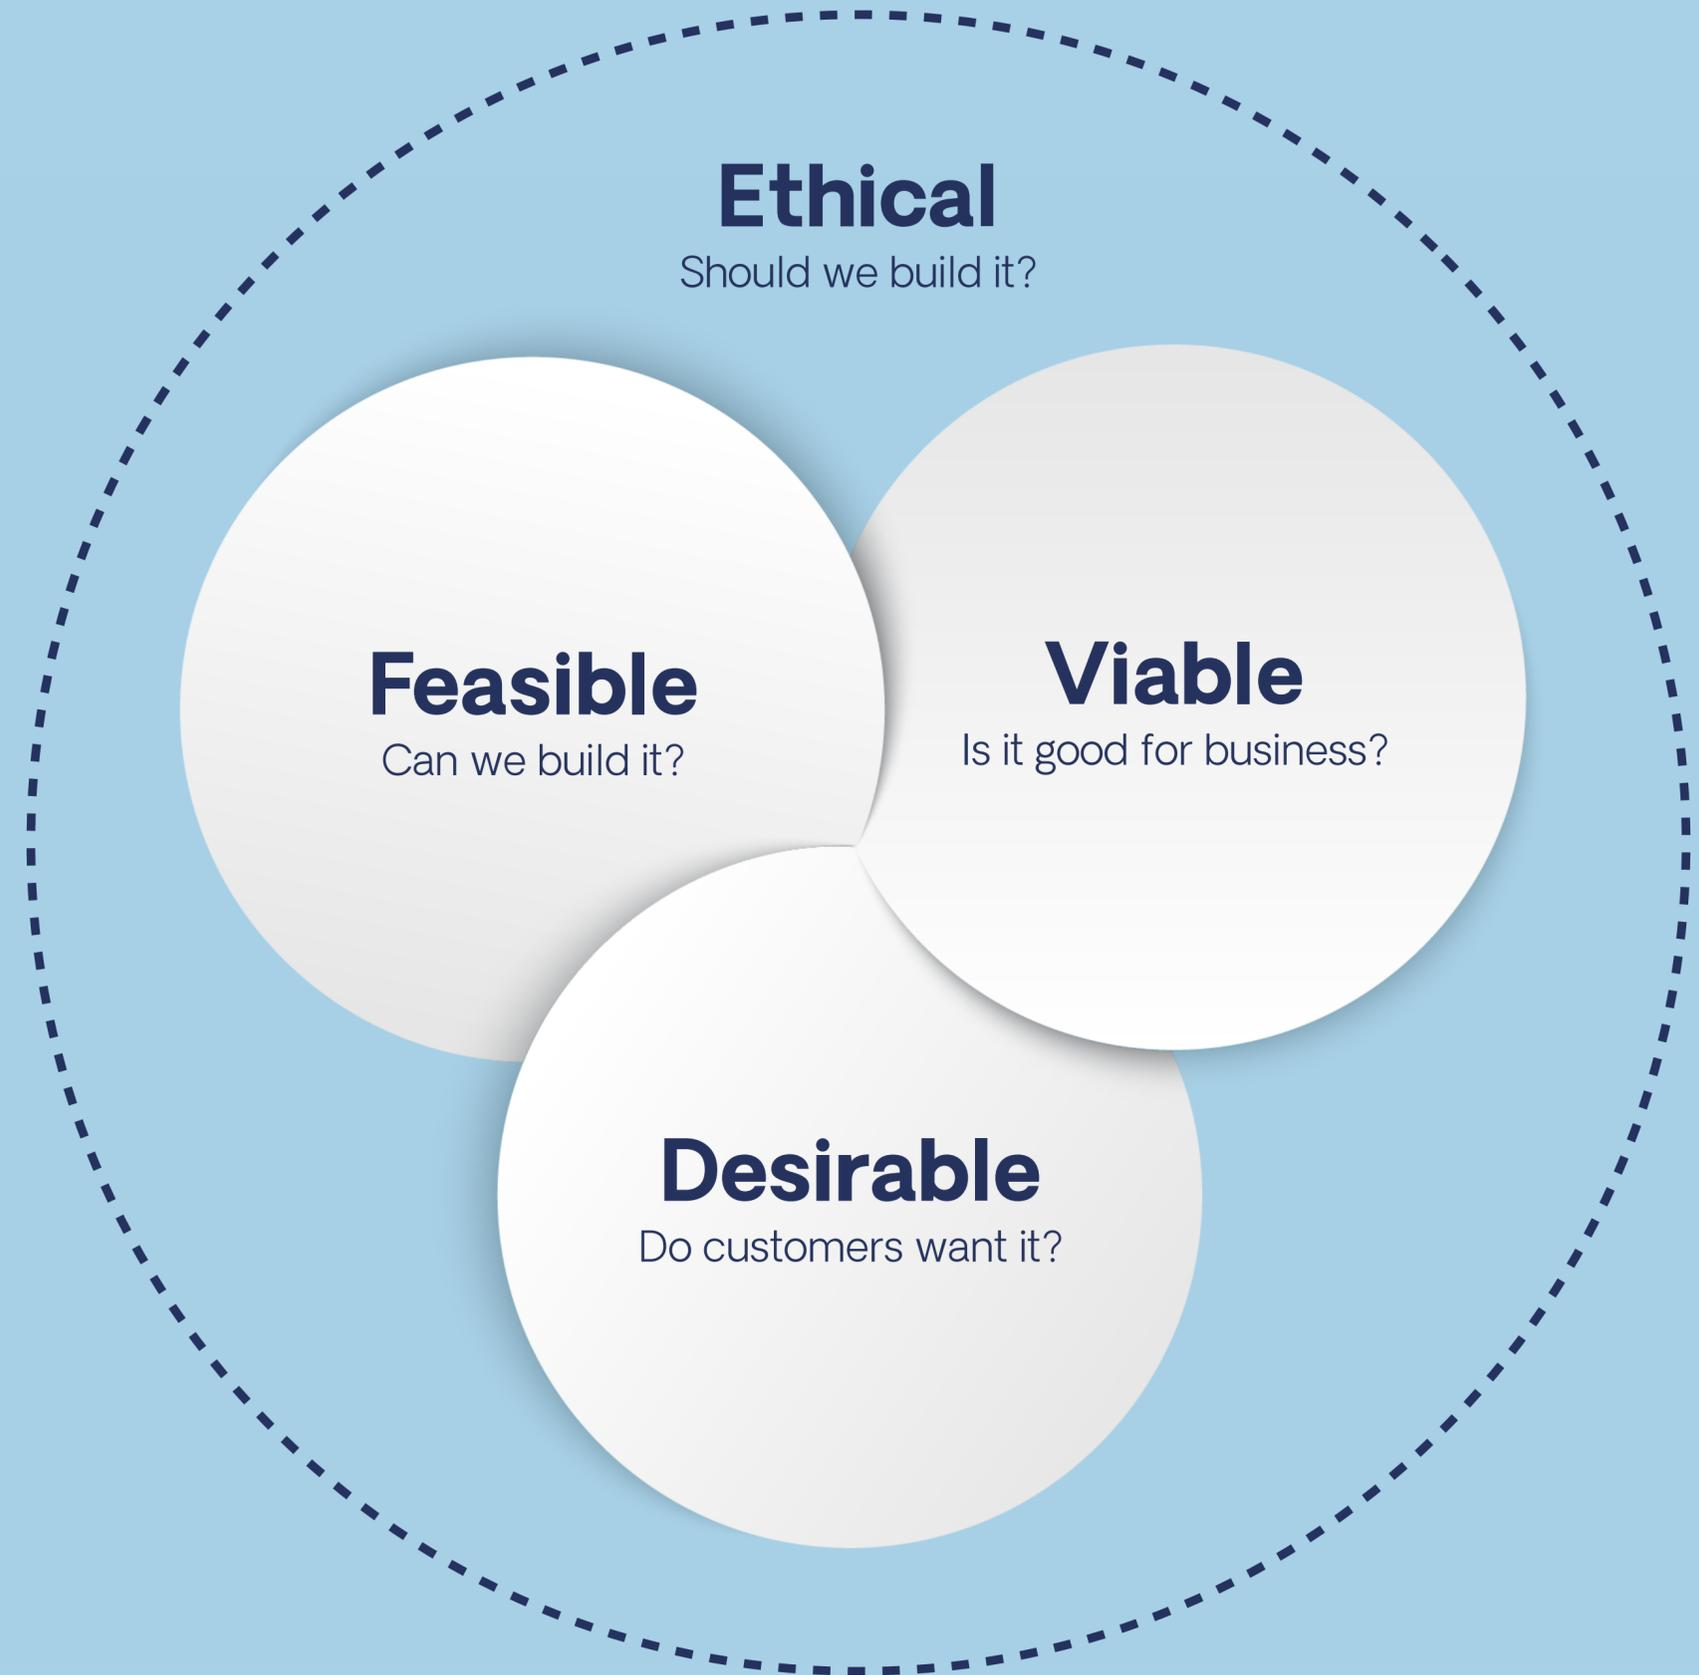 Ethical
Should we build it?
Feasible
Can we build it?
Viable
Is it good for business?
Desirable
Do customers want it?